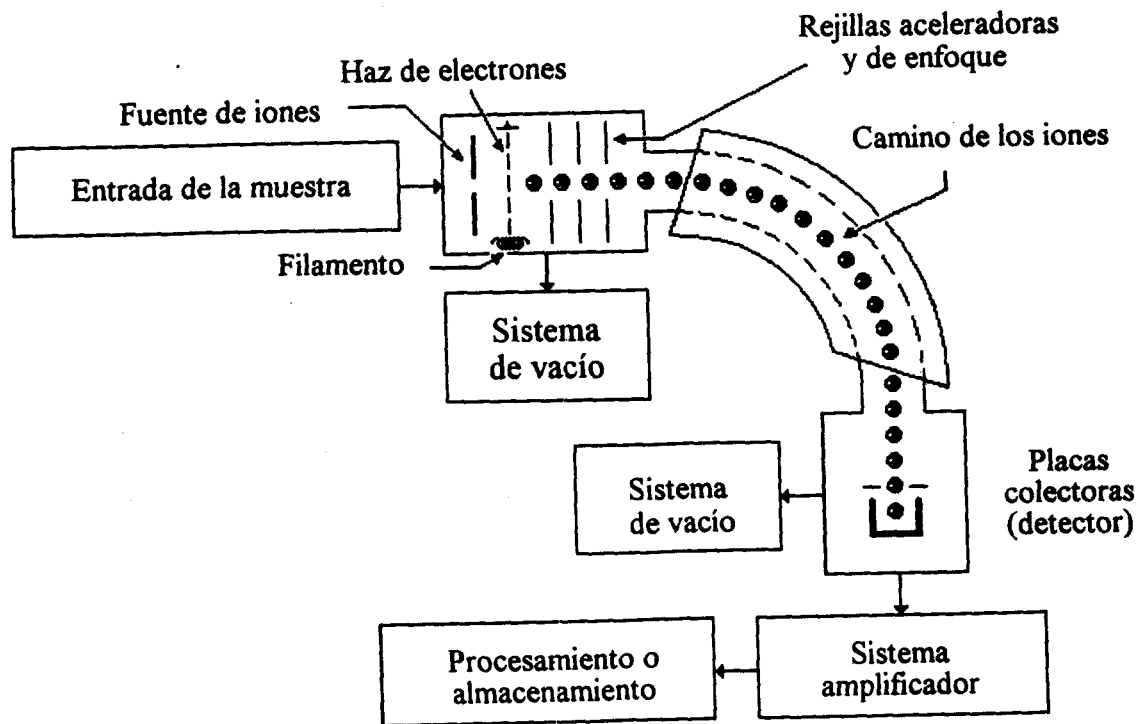 Rejillas aceleradoras
y de enfoque
Haz de electrones
Fuente de iones
Camino de los iones
Entrada de la muestra
Filamento
Sistema
de vacío
Placas
colectoras
(detector)
Sistema
de vacío
Procesamiento o
almacenamiento
Sistema
amplificador